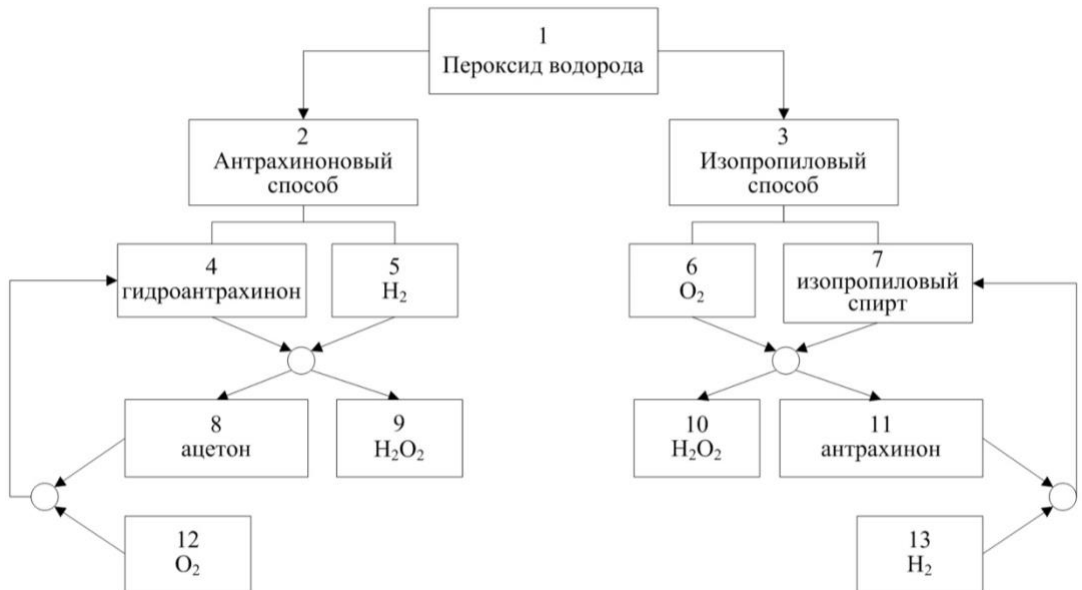 1
Пероксид водорода
2
Антрахиноновый
способ
3
Изопропиловый
способ
4
гидроантрахинон
5
H₂
6
O₂
7
изопропиловый
спирт
8
ацетон
9
H₂O₂
10
H₂O₂
11
антрахинон
12
O₂
13
H₂